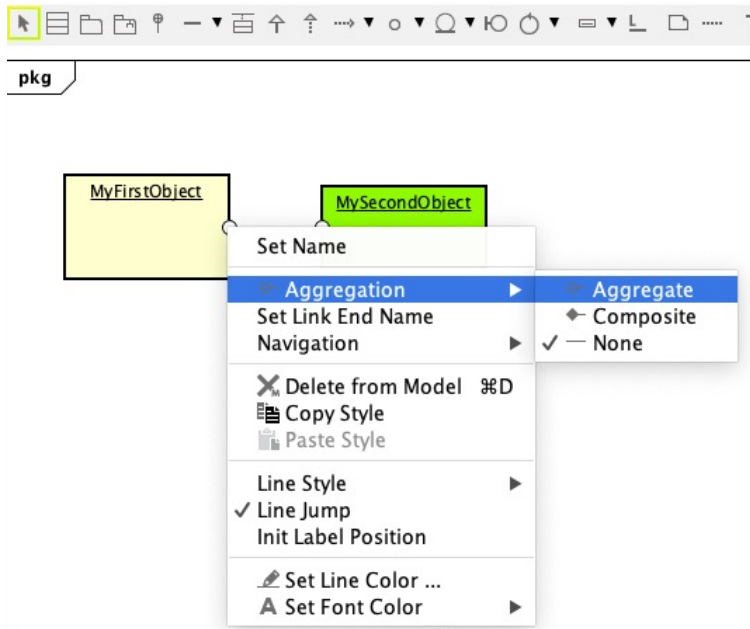 pkg
MyFirstObject
MySecondObject
Set Name
Aggregation
Aggregate
Set Link End Name
Composite
Navigation
None
Delete from Model ⌘D
Copy Style
Paste Style
Line Style
Line Jump
Init Label Position
Set Line Color ...
A Set Font Color